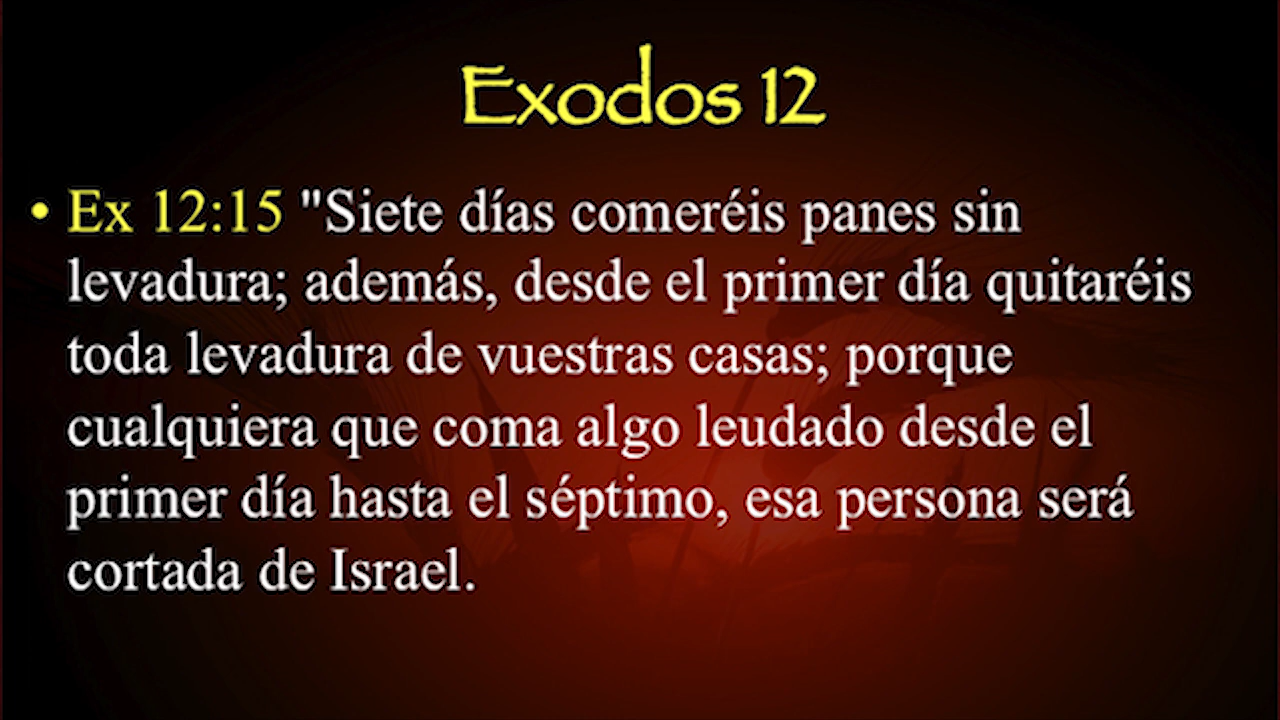 Exodos 12
• Ex 12:15 "Siete días comeréis panes sin
levadura; además, desde el primer día quitaréis
toda levadura de vuestras casas; porque
cualquiera que coma algo leudado desde el
primer día hasta el séptimo, esa persona será
cortada de Israel.